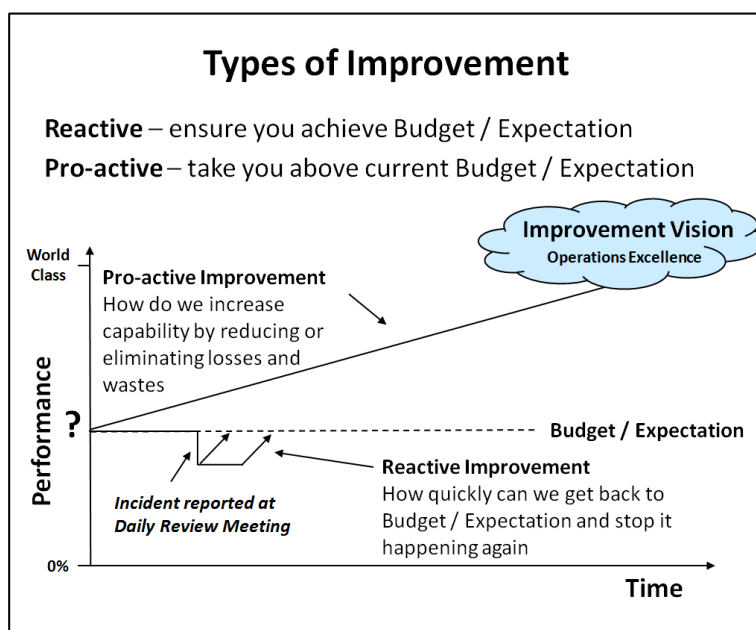 Types of Improvement
Reactive – ensure you achieve Budget / Expectation
Pro-active – take you above current Budget / Expectation
Improvement Vision
Operations Excellence
World
Class
Pro-active Improvement
How do we increase
capability by reducing or
eliminating losses and
wastes
Performance
?
Budget / Expectation
Incident reported at
Daily Review Meeting
Reactive Improvement
How quickly can we get back to
Budget / Expectation and stop it
happening again
0%
Time